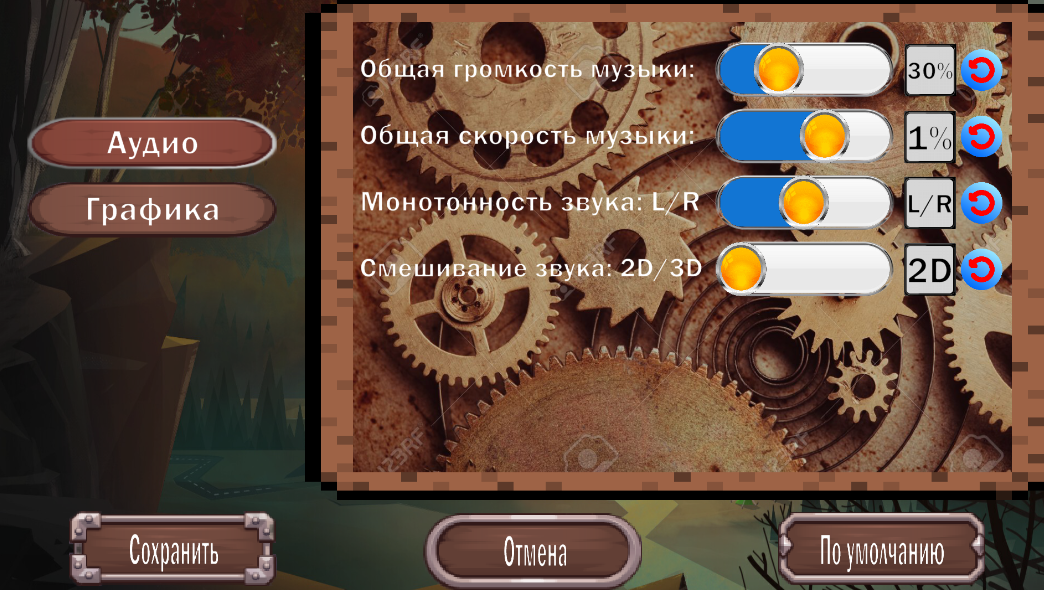 Общая громкость музыки:
30%
Общая скорость музыки:
1%
Монотонность звука: L/R
L/R
Смешивание звука: 2D/3D
2D
Аудио
Графика
123RF
Сохранить
Отмена
По умолчанию